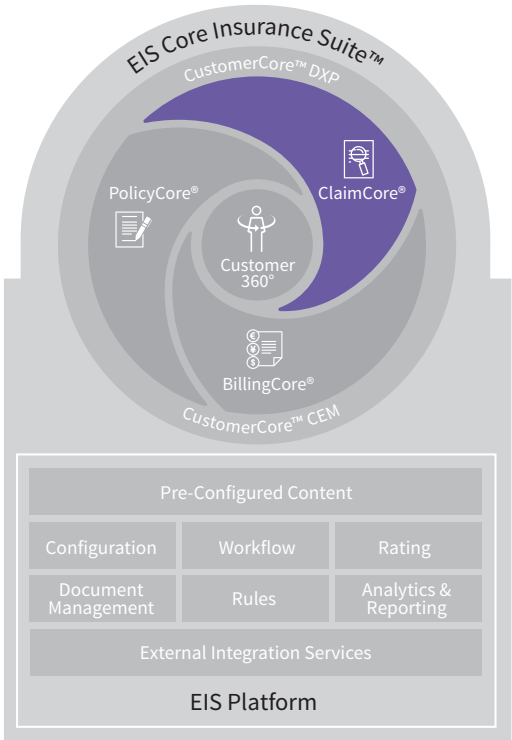 EIS Core Insurance Suite™
CustomerCore™ DXP
PolicyCore®
ClaimCore®
Customer
360°
€
¥
$
BillingCore®
CustomerCore™ CEM
Pre-Configured Content
Configuration
Workflow
Rating
Document
Management
Rules
Analytics &
Reporting
External Integration Services
EIS Platform